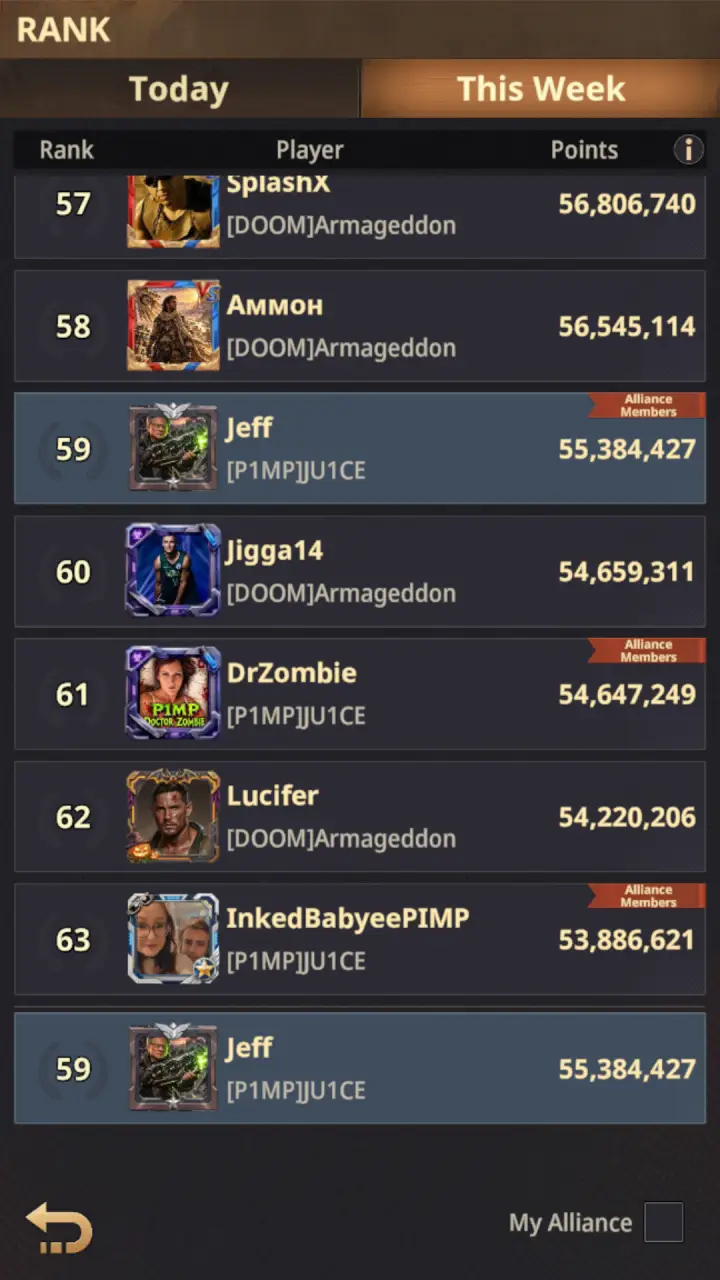 RANK
Today
This Week
Rank
Player
Points
57
SplashX
[DOOM]Armageddon
56,806,740
58
VS
Аммон
[DOOM]Armageddon
56,545,114
59
Jeff
[P1MP]JU1CE
Alliance
Members
55,384,427
60
Jigga14
[DOOM]Armageddon
54,659,311
61
P1MP
DOCTOR ZOMBIE
DrZombie
[P1MP]JU1CE
Alliance
Members
54,647,249
62
Lucifer
[DOOM]Armageddon
54,220,206
63
InkedBabyeePIMP
[P1MP]JU1CE
Alliance
Members
53,886,621
59
Jeff
[P1MP]JU1CE
55,384,427
My Alliance